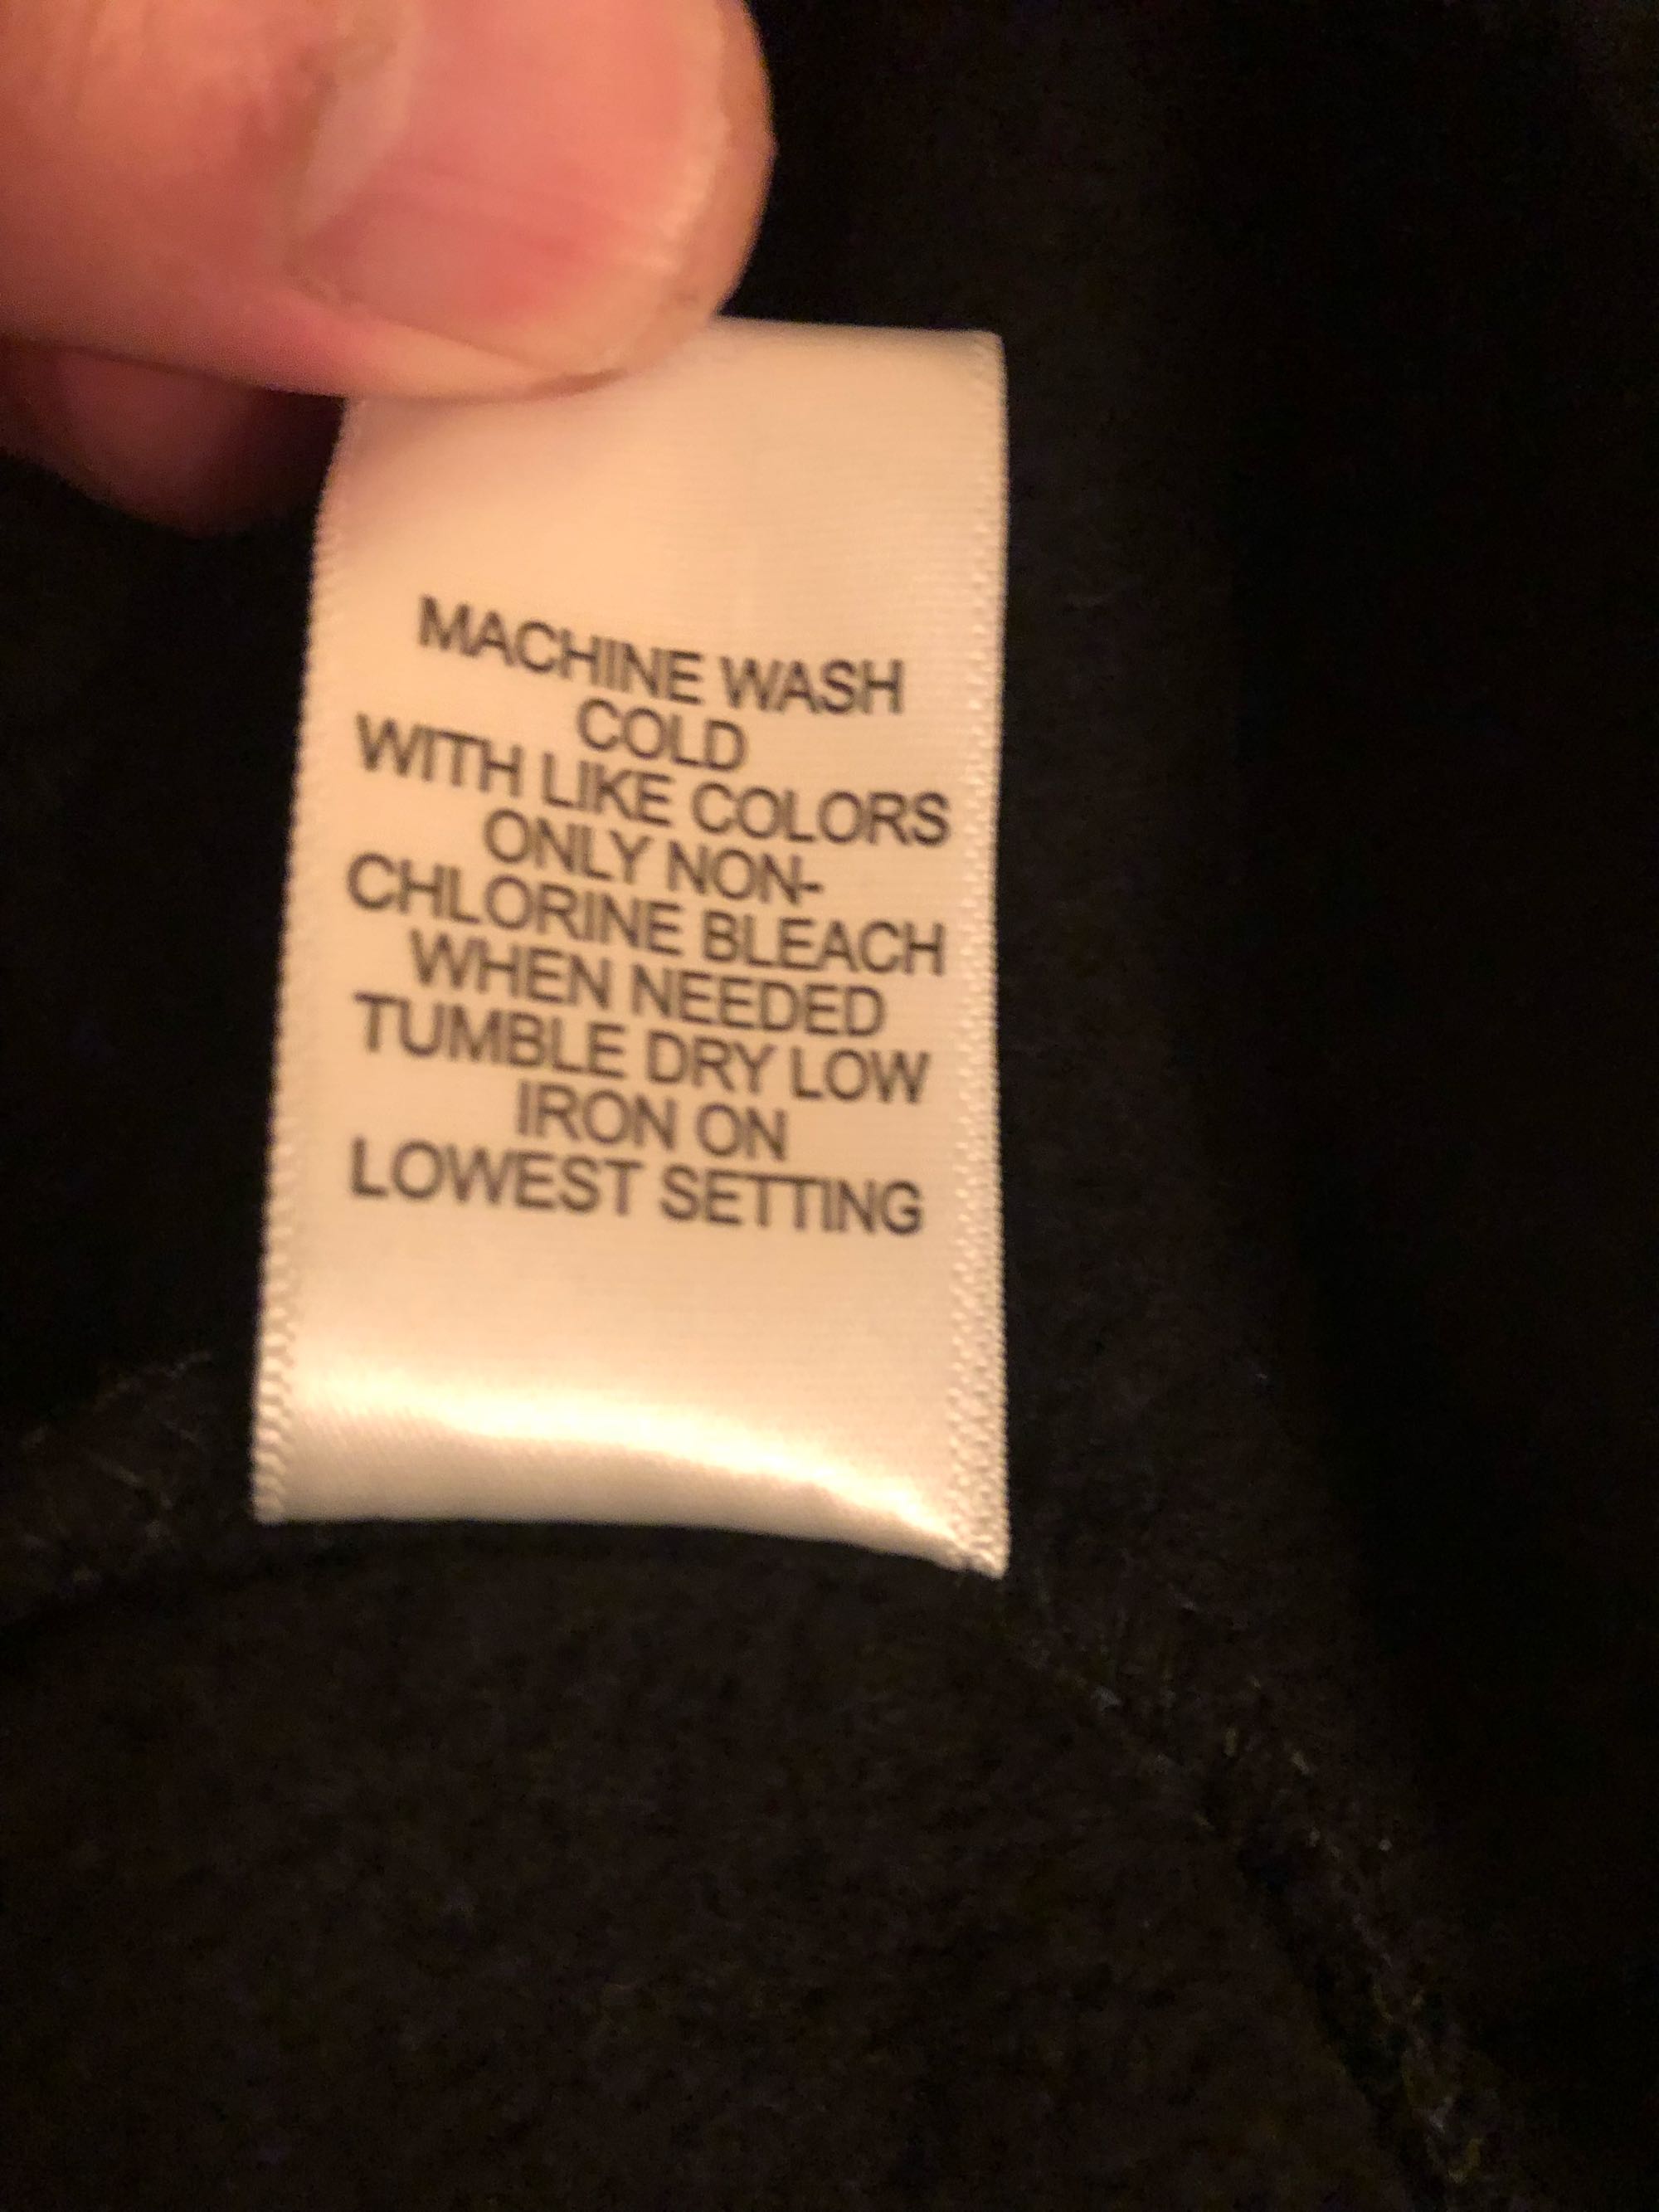 MACHINE WASH
COLD
WITH LIKE COLORS
ONLY NON-
CHLORINE BLEACH
WHEN NEEDED
TUMBLE DRY LOW
IRON ON
LOWEST SETTING